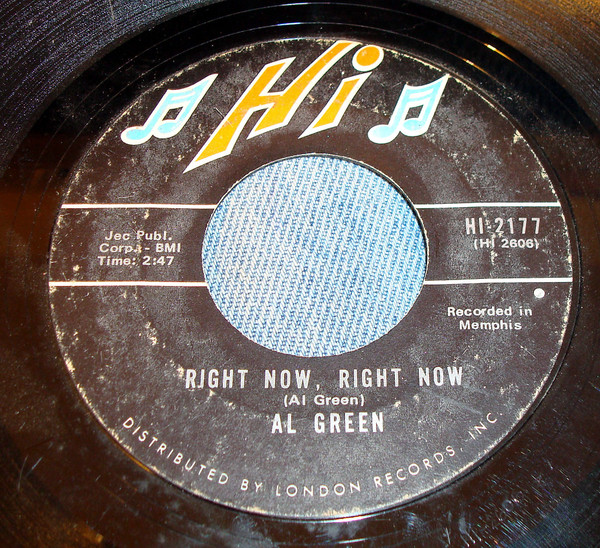 Hi
Jec Publ.
Corp. - BMI
Time: 2:47
HI-2177
(HI 2606)
Recorded in
Memphis
RIGHT NOW, RIGHT NOW
(Al Green)
AL GREEN
DISTRIBUTED BY LONDON RECORDS, INC.